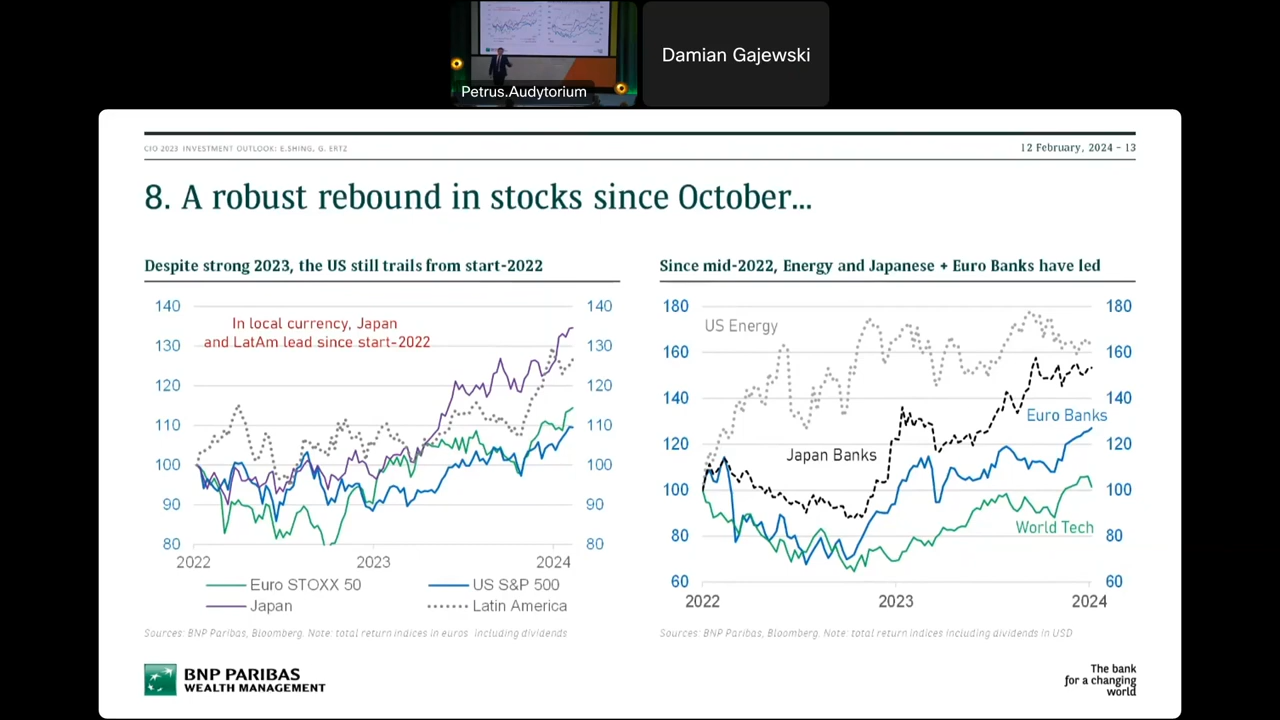 Petrus.Audytorium
Damian Gajewski
CIO 2023 INVESTMENT OUTLOOK: E.SHING, G. ERTZ
12 February, 2024 – 13
8. A robust rebound in stocks since October...
Despite strong 2023, the US still trails from start-2022
140 140
In local currency, Japan
and LatAm lead since start-2022
130 130
120 120
110 110
100 100
90 90
80 80
2022 2023 2024
Euro STOXX 50 US S&P 500
Japan Latin America
Sources: BNP Paribas, Bloomberg. Note: total return indices in euros including dividends
Since mid-2022, Energy and Japanese + Euro Banks have led
180 180
US Energy
160 160
140 140
Euro Banks
120 120
Japan Banks
100 100
World Tech
80 80
60 60
2022 2023 2024
Sources: BNP Paribas, Bloomberg. Note: total return indices including dividends in USD
BNP PARIBAS
WEALTH MANAGEMENT
The bank
for a changing
world